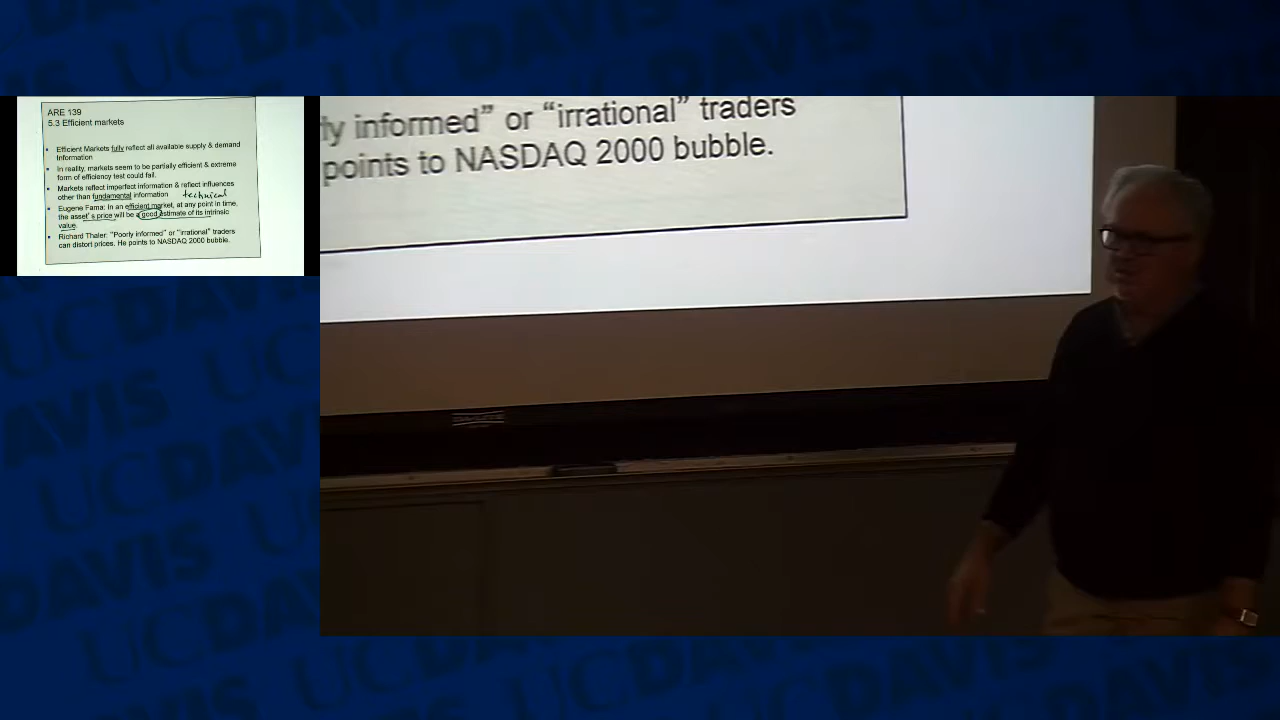 ARE 139
5.3 Efficient markets
Efficient Markets fully reflect all available supply & demand
Information
In reality, markets seem to be partially efficient & extreme
form of efficiency test could fail.
Markets reflect imperfect information & reflect influences
other than fundamental information technical
Eugene Fama: In an efficient market, at any point in time,
the asset's price will be a good estimate of its intrinsic
value.
Richard Thaler: "Poorly informed" or "irrational" traders
can distort prices. He points to NASDAQ 2000 bubble.
ly informed" or "irrational" traders
points to NASDAQ 2000 bubble.
UCDAVIS